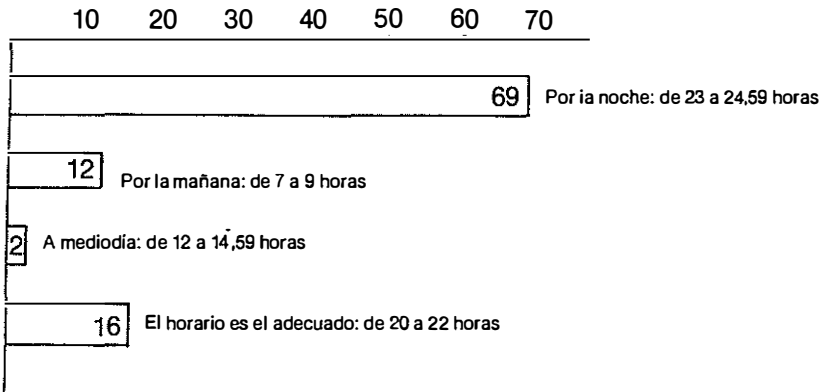 10 20 30 40 50 60 70
69 Por ia noche: de 23 a 24,59 horas
12 Por la mañana: de 7 a 9 horas
2 A mediodía: de 12 a 14,59 horas
16 El horario es el adecuado: de 20 a 22 horas